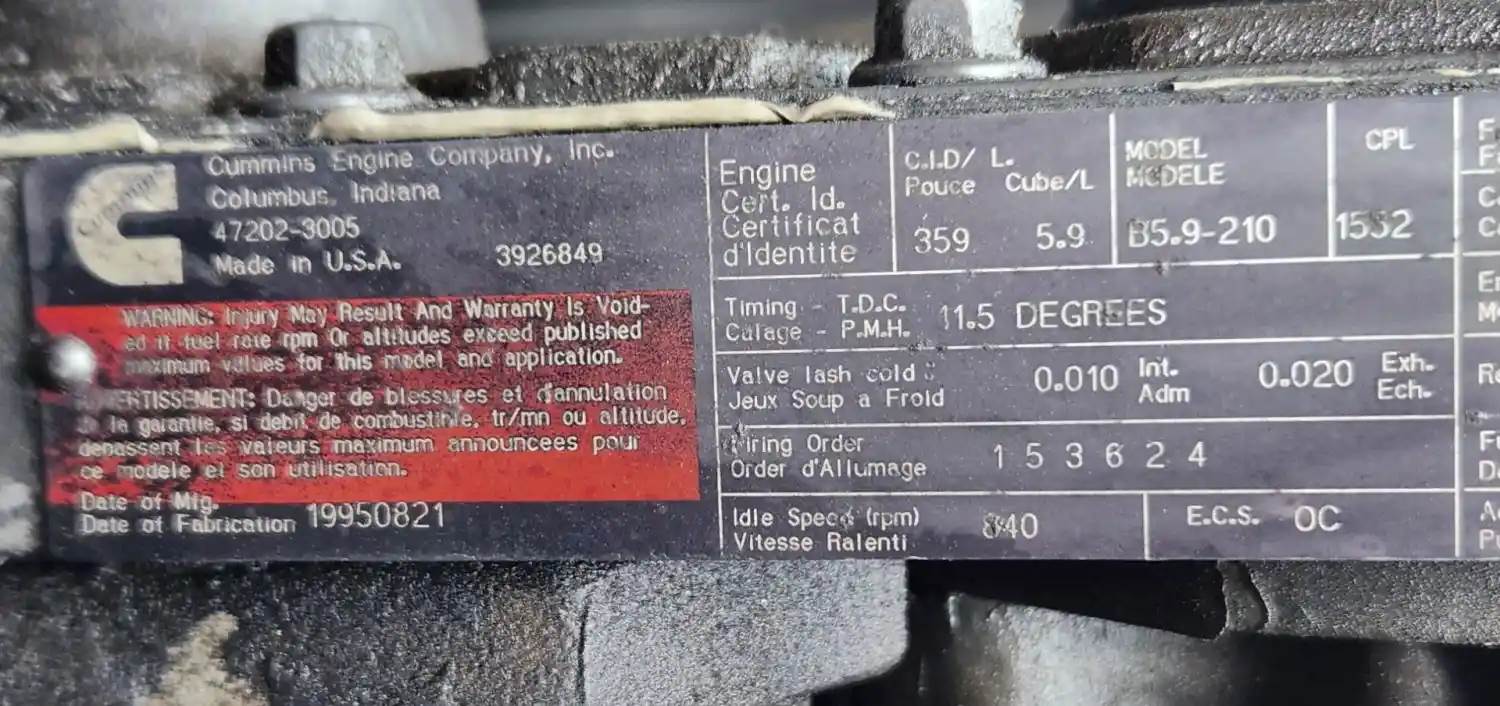 Cummins
Cummins Engine Company, Inc.
Columbus, Indiana
47202-3005
Made in U.S.A. 3926849
WARNING: Injury May Result And Warranty Is Void-
ed if fuel rate rpm Or altitudes exceed published
maximum values for this model and application.
AVERTISSEMENT: Danger de blessures et d'annulation
de la garantie, si debit de combustible, tr/mn ou altitude,
depassent les valeurs maximum announcees pour
ce modele et son utilisation.
Date of Mfg.
Date of Fabrication 19950821
Engine
Cert. Id.
Certificat
d'Identite
C.I.D/ L.
Pouce Cube/L
359 5.9
MODEL
MODELE
B5.9-210
CPL
1552
Timing - T.D.C.
Calage - P.M.H. 11.5 DEGREES
Valve lash cold :
Jeux Soup a Froid
0.010 Int.
Adm
0.020 Exh.
Ech.
Firing Order
Order d'Allumage
1 5 3 6 2 4
Idle Speed (rpm)
Vitesse Ralenti
840
E.C.S. OC